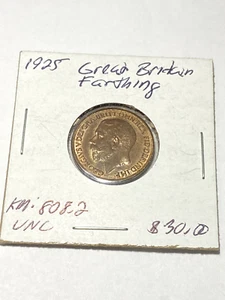 1925 Great Britain
Farthing
KM: 808.2
UNC
$30.00